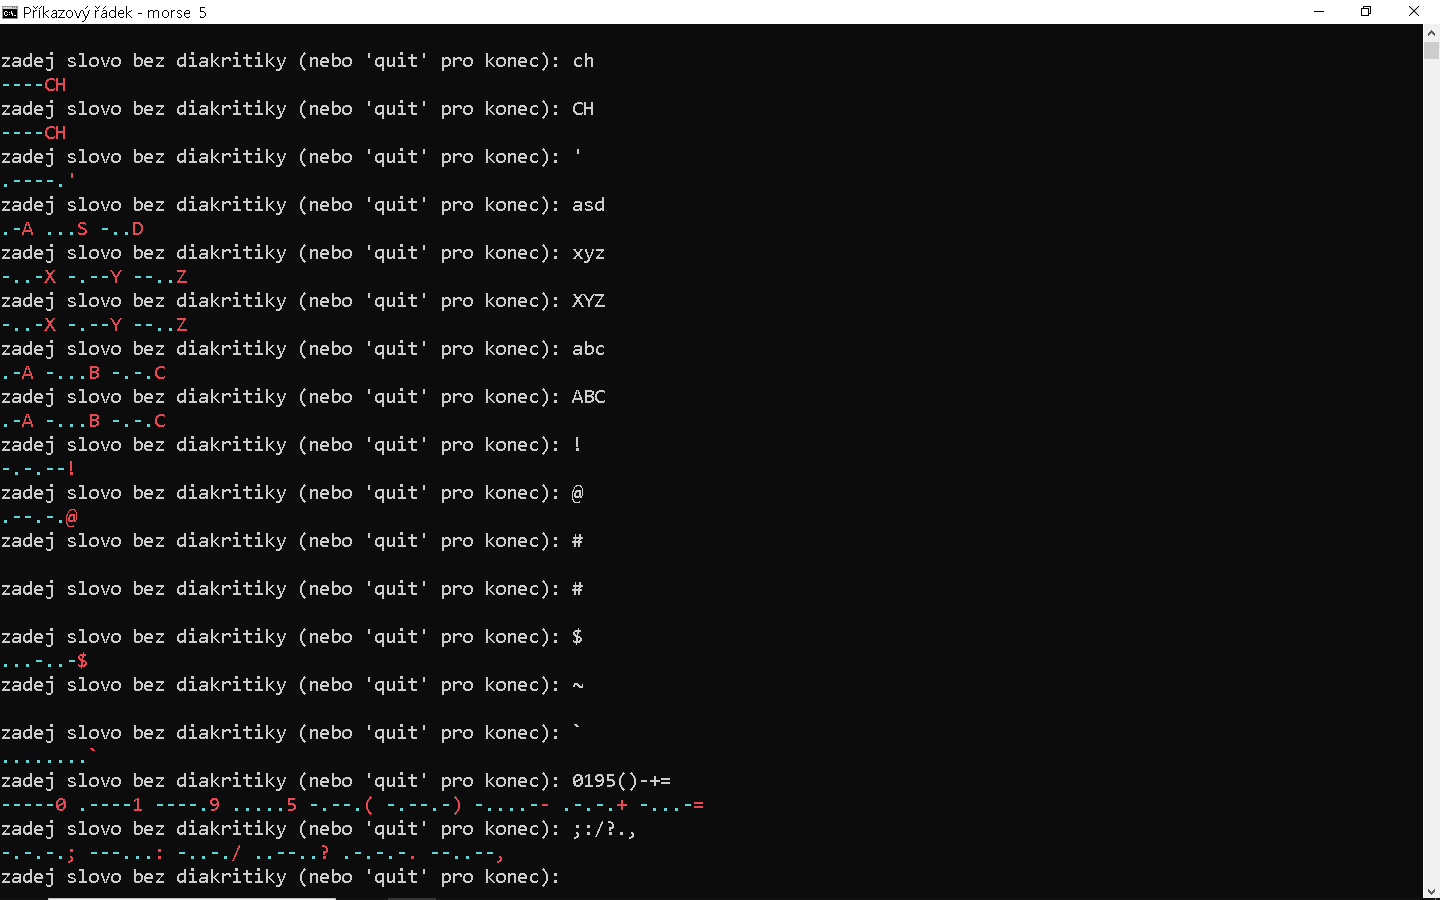 Příkazový řádek - morse 5
zadej slovo bez diakritiky (nebo 'quit' pro konec): ch
----CH
zadej slovo bez diakritiky (nebo 'quit' pro konec): CH
----CH
zadej slovo bez diakritiky (nebo 'quit' pro konec): '
.----.'
zadej slovo bez diakritiky (nebo 'quit' pro konec): asd
.-A ...S -..D
zadej slovo bez diakritiky (nebo 'quit' pro konec): xyz
-..-X -.--Y --..Z
zadej slovo bez diakritiky (nebo 'quit' pro konec): XYZ
-..-X -.--Y --..Z
zadej slovo bez diakritiky (nebo 'quit' pro konec): abc
.-A -...B -.-.C
zadej slovo bez diakritiky (nebo 'quit' pro konec): ABC
.-A -...B -.-.C
zadej slovo bez diakritiky (nebo 'quit' pro konec): !
-.-.--!
zadej slovo bez diakritiky (nebo 'quit' pro konec): @
.--.-.@
zadej slovo bez diakritiky (nebo 'quit' pro konec): #
zadej slovo bez diakritiky (nebo 'quit' pro konec): #
zadej slovo bez diakritiky (nebo 'quit' pro konec): $
...-..-$
zadej slovo bez diakritiky (nebo 'quit' pro konec): ~
zadej slovo bez diakritiky (nebo 'quit' pro konec): `
........`
zadej slovo bez diakritiky (nebo 'quit' pro konec): 0195()-+=
-----0 .----1 ----.9 .....5 -.--.( -.--.-) -....-- .-.-.+ -...-=
zadej slovo bez diakritiky (nebo 'quit' pro konec): ;:/?.,
-.-.-.; ---...: -..-./ ..--..? .-.-.-. --..--,
zadej slovo bez diakritiky (nebo 'quit' pro konec):